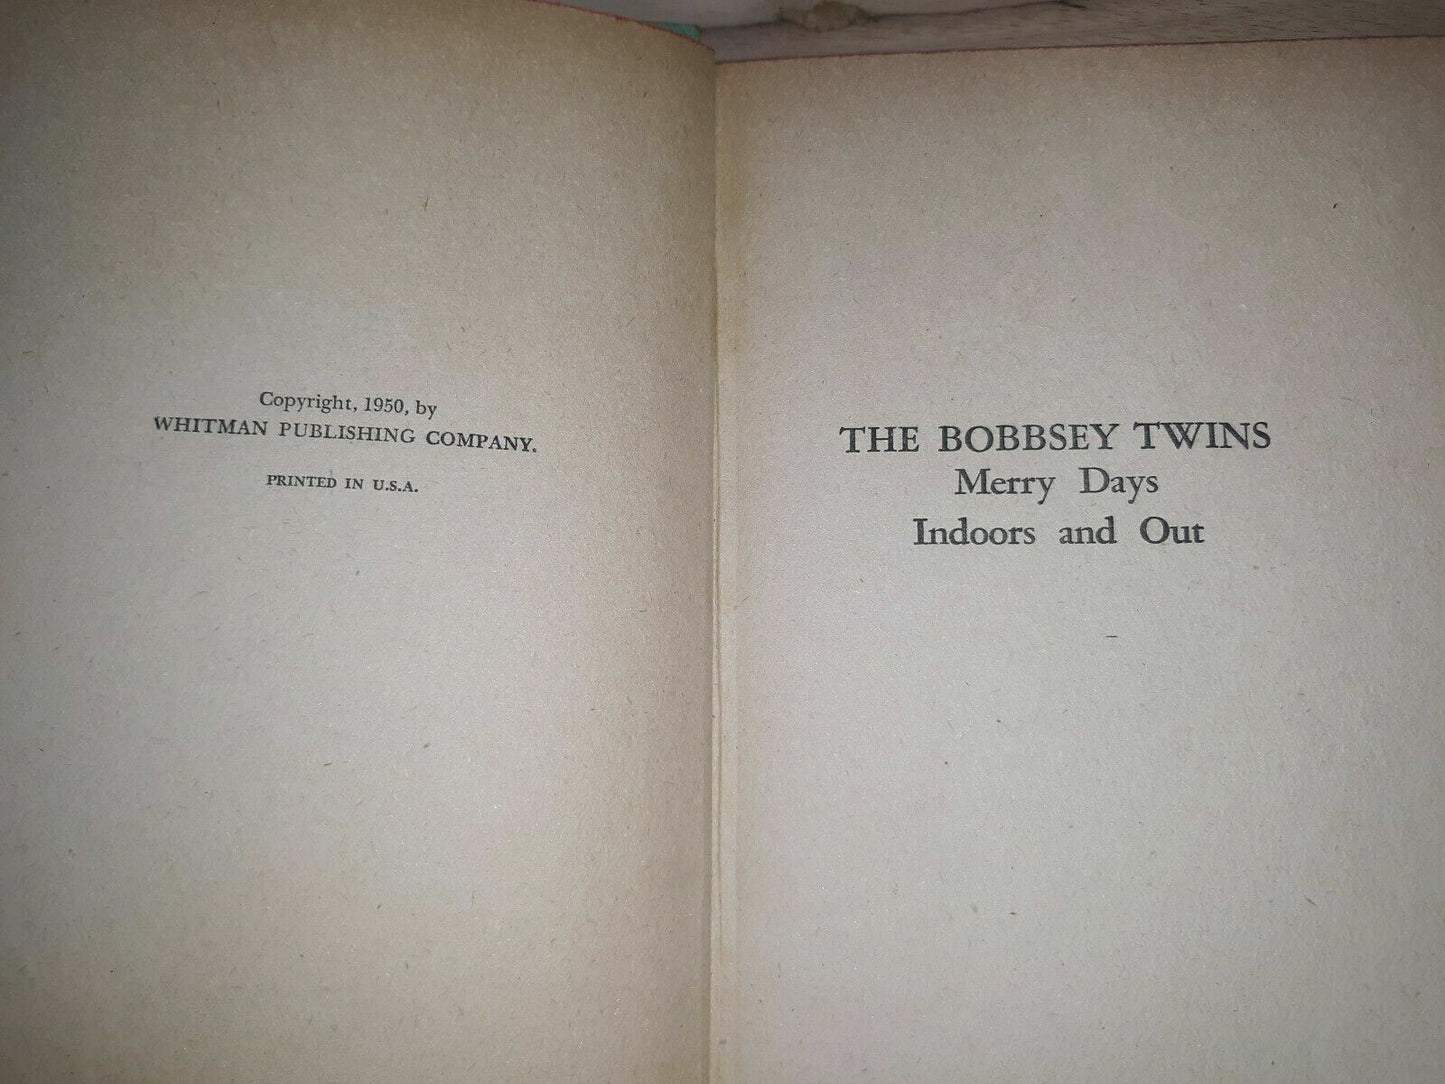 Copyright, 1950, by
WHITMAN PUBLISHING COMPANY.
PRINTED IN U.S.A.
THE BOBBSEY TWINS
Merry Days
Indoors and Out